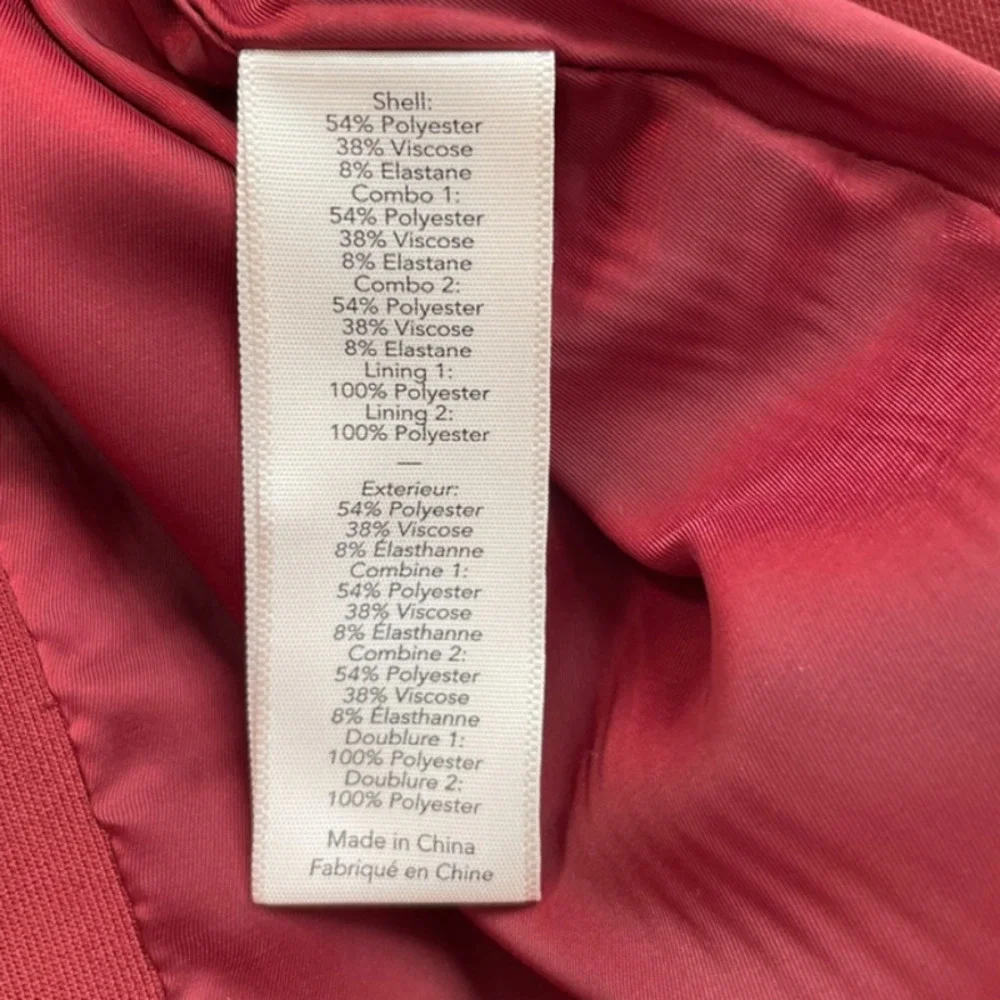 Shell:
54% Polyester
38% Viscose
8% Elastane
Combo 1:
54% Polyester
38% Viscose
8% Elastane
Combo 2:
54% Polyester
38% Viscose
8% Elastane
Lining 1:
100% Polyester
Lining 2:
100% Polyester
—
Exterieur:
54% Polyester
38% Viscose
8% Élasthanne
Combine 1:
54% Polyester
38% Viscose
8% Élasthanne
Combine 2:
54% Polyester
38% Viscose
8% Élasthanne
Doublure 1:
100% Polyester
Doublure 2:
100% Polyester
Made in China
Fabriqué en Chine